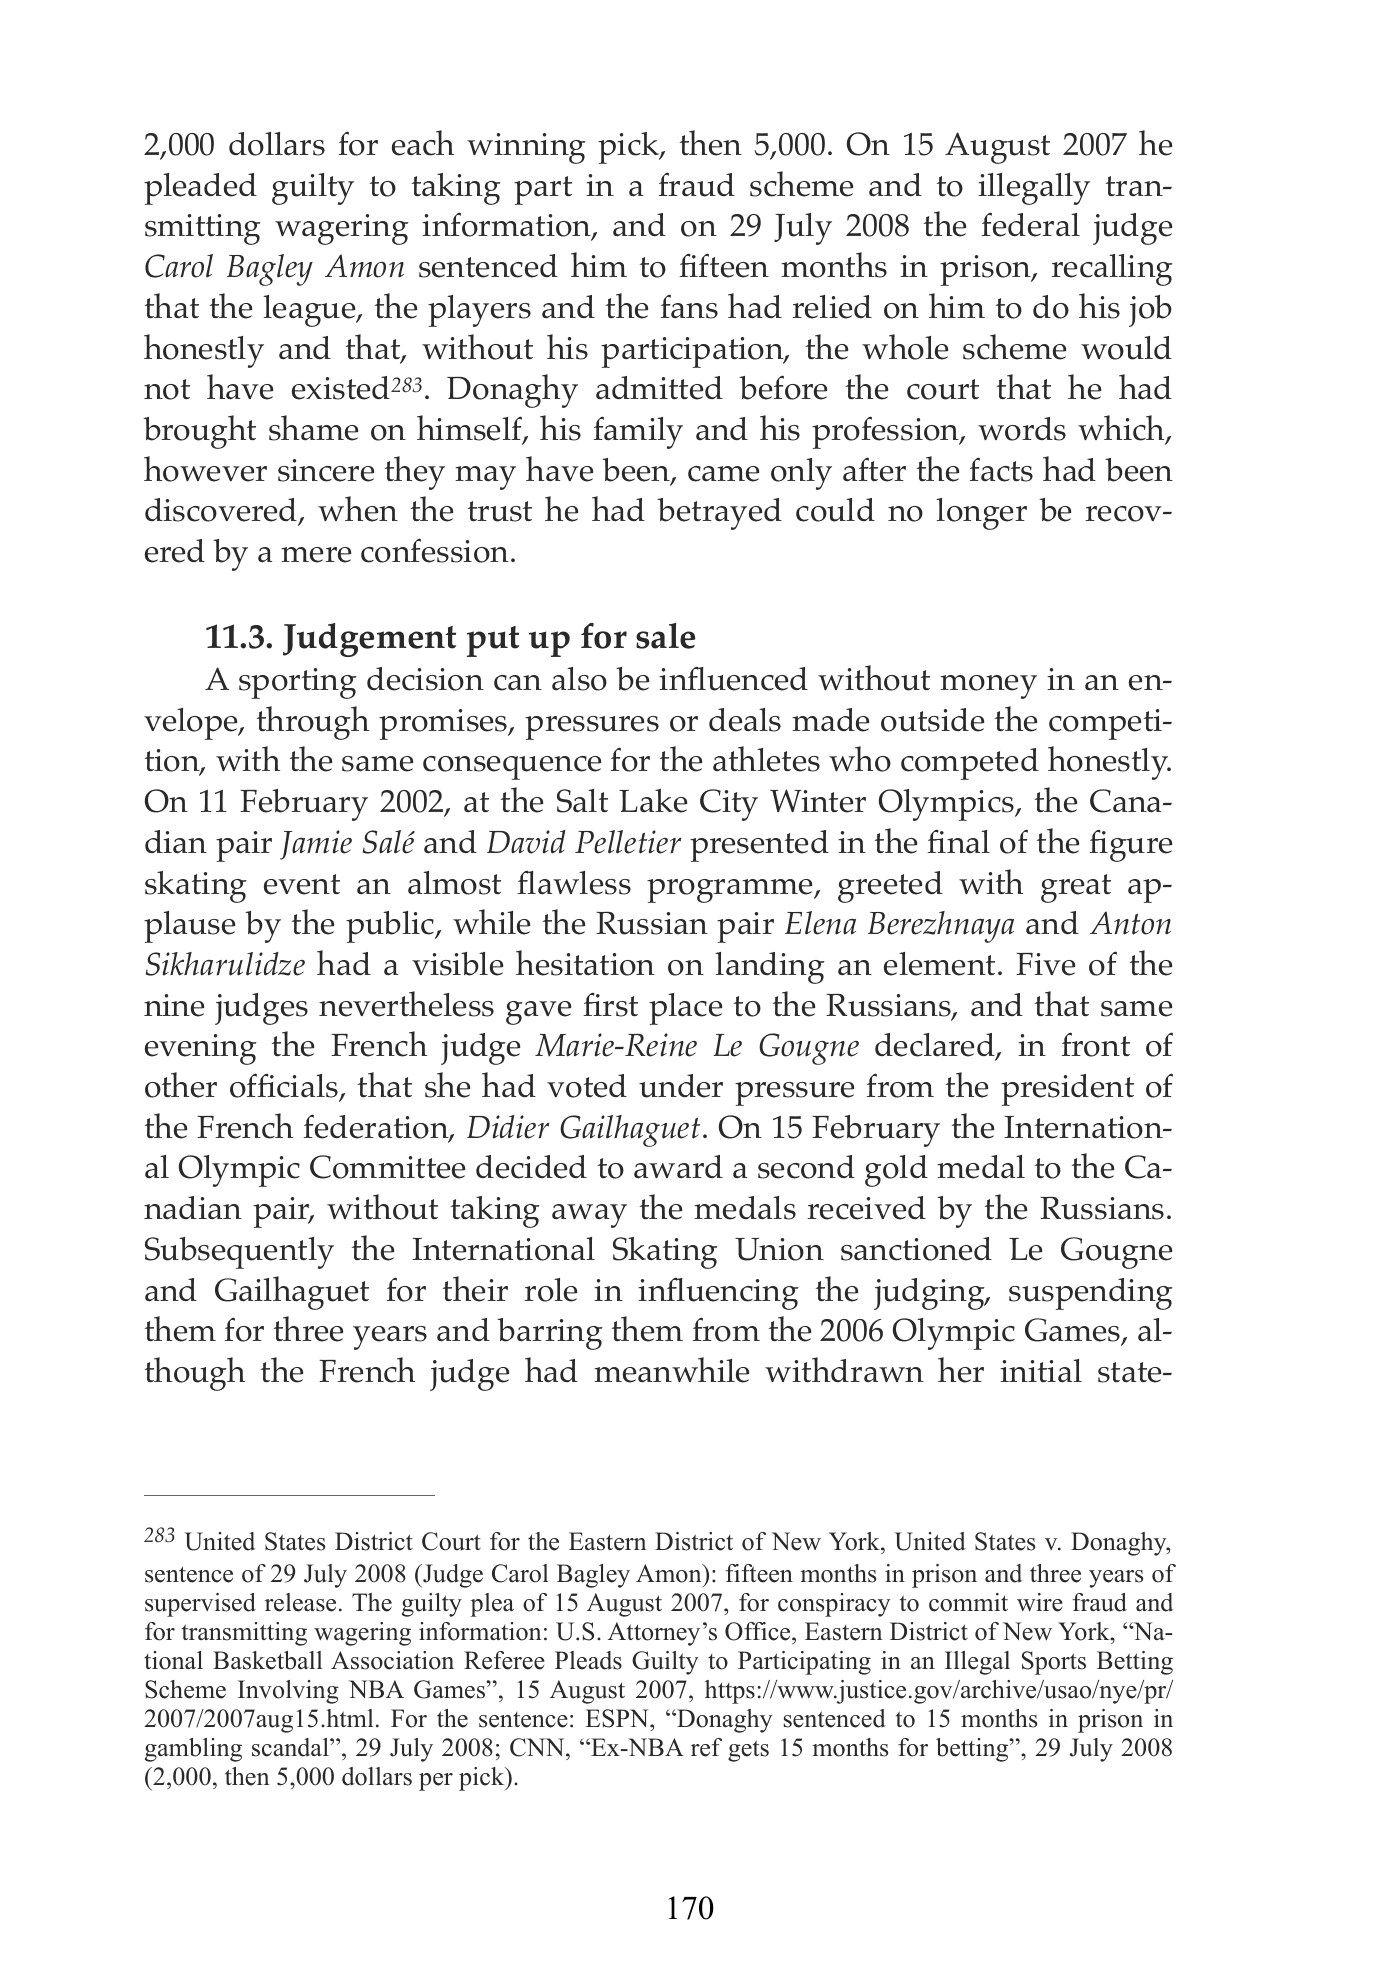 2,000 dollars for each winning pick, then 5,000. On 15 August 2007 he
pleaded guilty to taking part in a fraud scheme and to illegally tran-
smitting wagering information, and on 29 July 2008 the federal judge
Carol Bagley Amon sentenced him to fifteen months in prison, recalling
that the league, the players and the fans had relied on him to do his job
honestly and that, without his participation, the whole scheme would
not have existed283. Donaghy admitted before the court that he had
brought shame on himself, his family and his profession, words which,
however sincere they may have been, came only after the facts had been
discovered, when the trust he had betrayed could no longer be recov-
ered by a mere confession.
11.3. Judgement put up for sale
A sporting decision can also be influenced without money in an en-
velope, through promises, pressures or deals made outside the competi-
tion, with the same consequence for the athletes who competed honestly.
On 11 February 2002, at the Salt Lake City Winter Olympics, the Cana-
dian pair Jamie Salé and David Pelletier presented in the final of the figure
skating event an almost flawless programme, greeted with great ap-
plause by the public, while the Russian pair Elena Berezhnaya and Anton
Sikharulidze had a visible hesitation on landing an element. Five of the
nine judges nevertheless gave first place to the Russians, and that same
evening the French judge Marie-Reine Le Gougne declared, in front of
other officials, that she had voted under pressure from the president of
the French federation, Didier Gailhaguet. On 15 February the Internation-
al Olympic Committee decided to award a second gold medal to the Ca-
nadian pair, without taking away the medals received by the Russians.
Subsequently the International Skating Union sanctioned Le Gougne
and Gailhaguet for their role in influencing the judging, suspending
them for three years and barring them from the 2006 Olympic Games, al-
though the French judge had meanwhile withdrawn her initial state-
283 United States District Court for the Eastern District of New York, United States v. Donaghy,
sentence of 29 July 2008 (Judge Carol Bagley Amon): fifteen months in prison and three years of
supervised release. The guilty plea of 15 August 2007, for conspiracy to commit wire fraud and
for transmitting wagering information: U.S. Attorney’s Office, Eastern District of New York, “Na-
tional Basketball Association Referee Pleads Guilty to Participating in an Illegal Sports Betting
Scheme Involving NBA Games”, 15 August 2007, https://www.justice.gov/archive/usao/nye/pr/
2007/2007aug15.html. For the sentence: ESPN, “Donaghy sentenced to 15 months in prison in
gambling scandal”, 29 July 2008; CNN, “Ex-NBA ref gets 15 months for betting”, 29 July 2008
(2,000, then 5,000 dollars per pick).
170